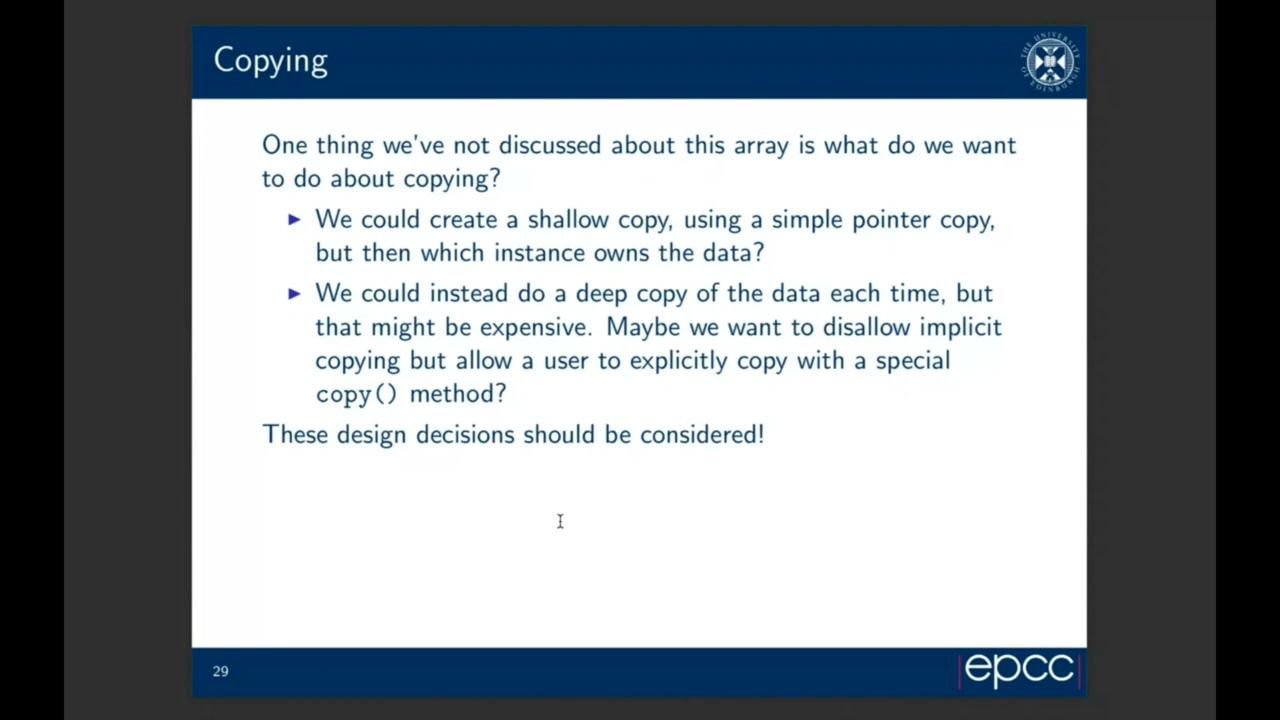 Copying
THE UNIVERSITY OF EDINBURGH
One thing we've not discussed about this array is what do we want
to do about copying?
▶ We could create a shallow copy, using a simple pointer copy,
but then which instance owns the data?
▶ We could instead do a deep copy of the data each time, but
that might be expensive. Maybe we want to disallow implicit
copying but allow a user to explicitly copy with a special
copy() method?
These design decisions should be considered!
29
epcc